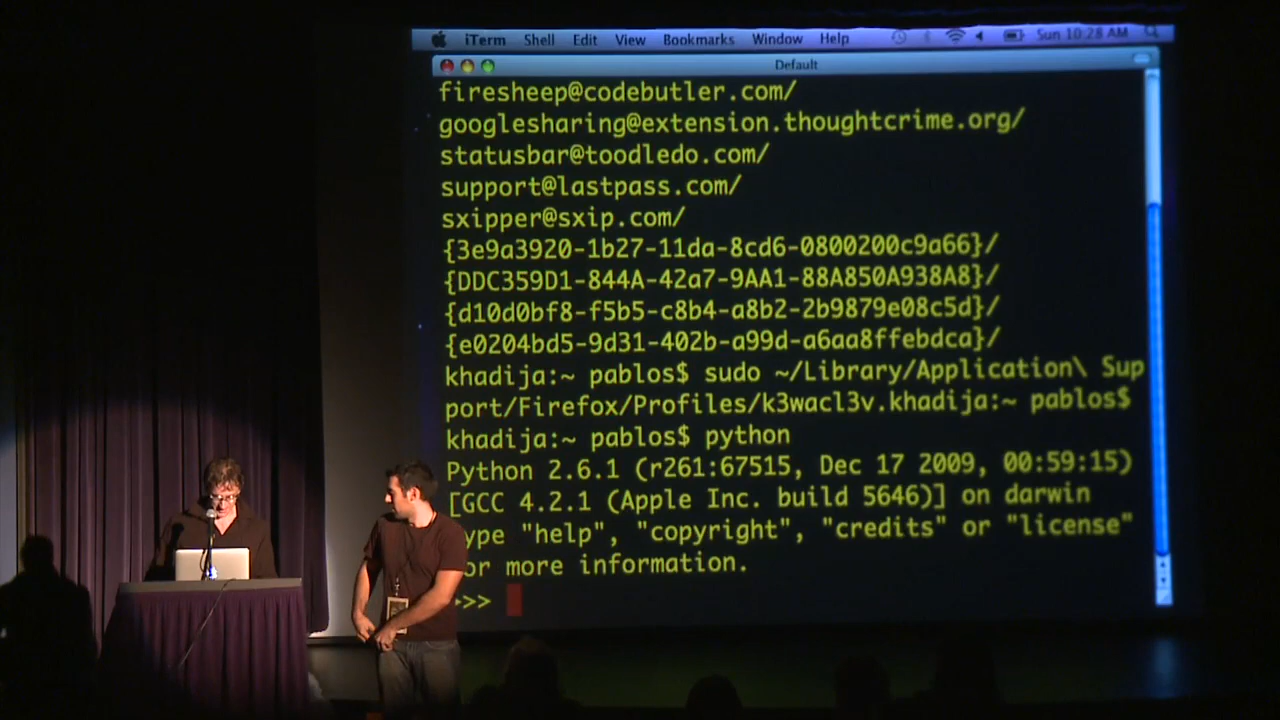 iTerm Shell Edit View Bookmarks Window Help Sun 10:28 AM
Default
firesheep@codebutler.com/
googlesharing@extension.thoughtcrime.org/
statusbar@toodledo.com/
support@lastpass.com/
sxipper@sxip.com/
{3e9a3920-1b27-11da-8cd6-0800200c9a66}/
{DDC359D1-844A-42a7-9AA1-88A850A938A8}/
{d10d0bf8-f5b5-c8b4-a8b2-2b9879e08c5d}/
{e0204bd5-9d31-402b-a99d-a6aa8ffebdca}/
khadija:~ pablos$ sudo ~/Library/Application\ Sup
port/Firefox/Profiles/k3wacl3v.khadija:~ pablos$
khadija:~ pablos$ python
Python 2.6.1 (r261:67515, Dec 17 2009, 00:59:15)
[GCC 4.2.1 (Apple Inc. build 5646)] on darwin
ype "help", "copyright", "credits" or "license"
or more information.
>>>